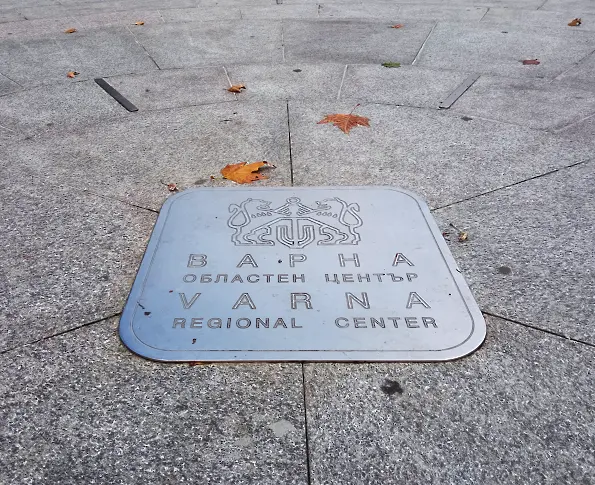 ВАРНА
ОБЛАСТЕН ЦЕНТЪР
VARNA
REGIONAL CENTER